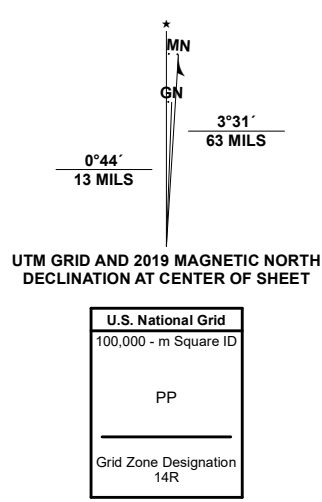 ★
MN
GN
3°31´
63 MILS
0°44´
13 MILS
UTM GRID AND 2019 MAGNETIC NORTH
DECLINATION AT CENTER OF SHEET
U.S. National Grid
100,000 - m Square ID
PP
Grid Zone Designation
14R